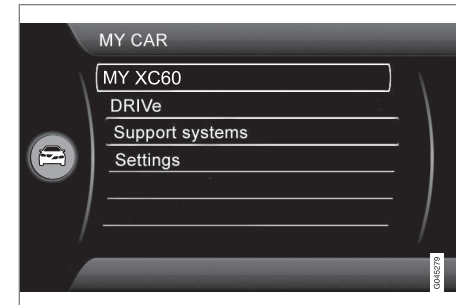 MY CAR
MY XC60
DRIVe
Support systems
Settings
G045279